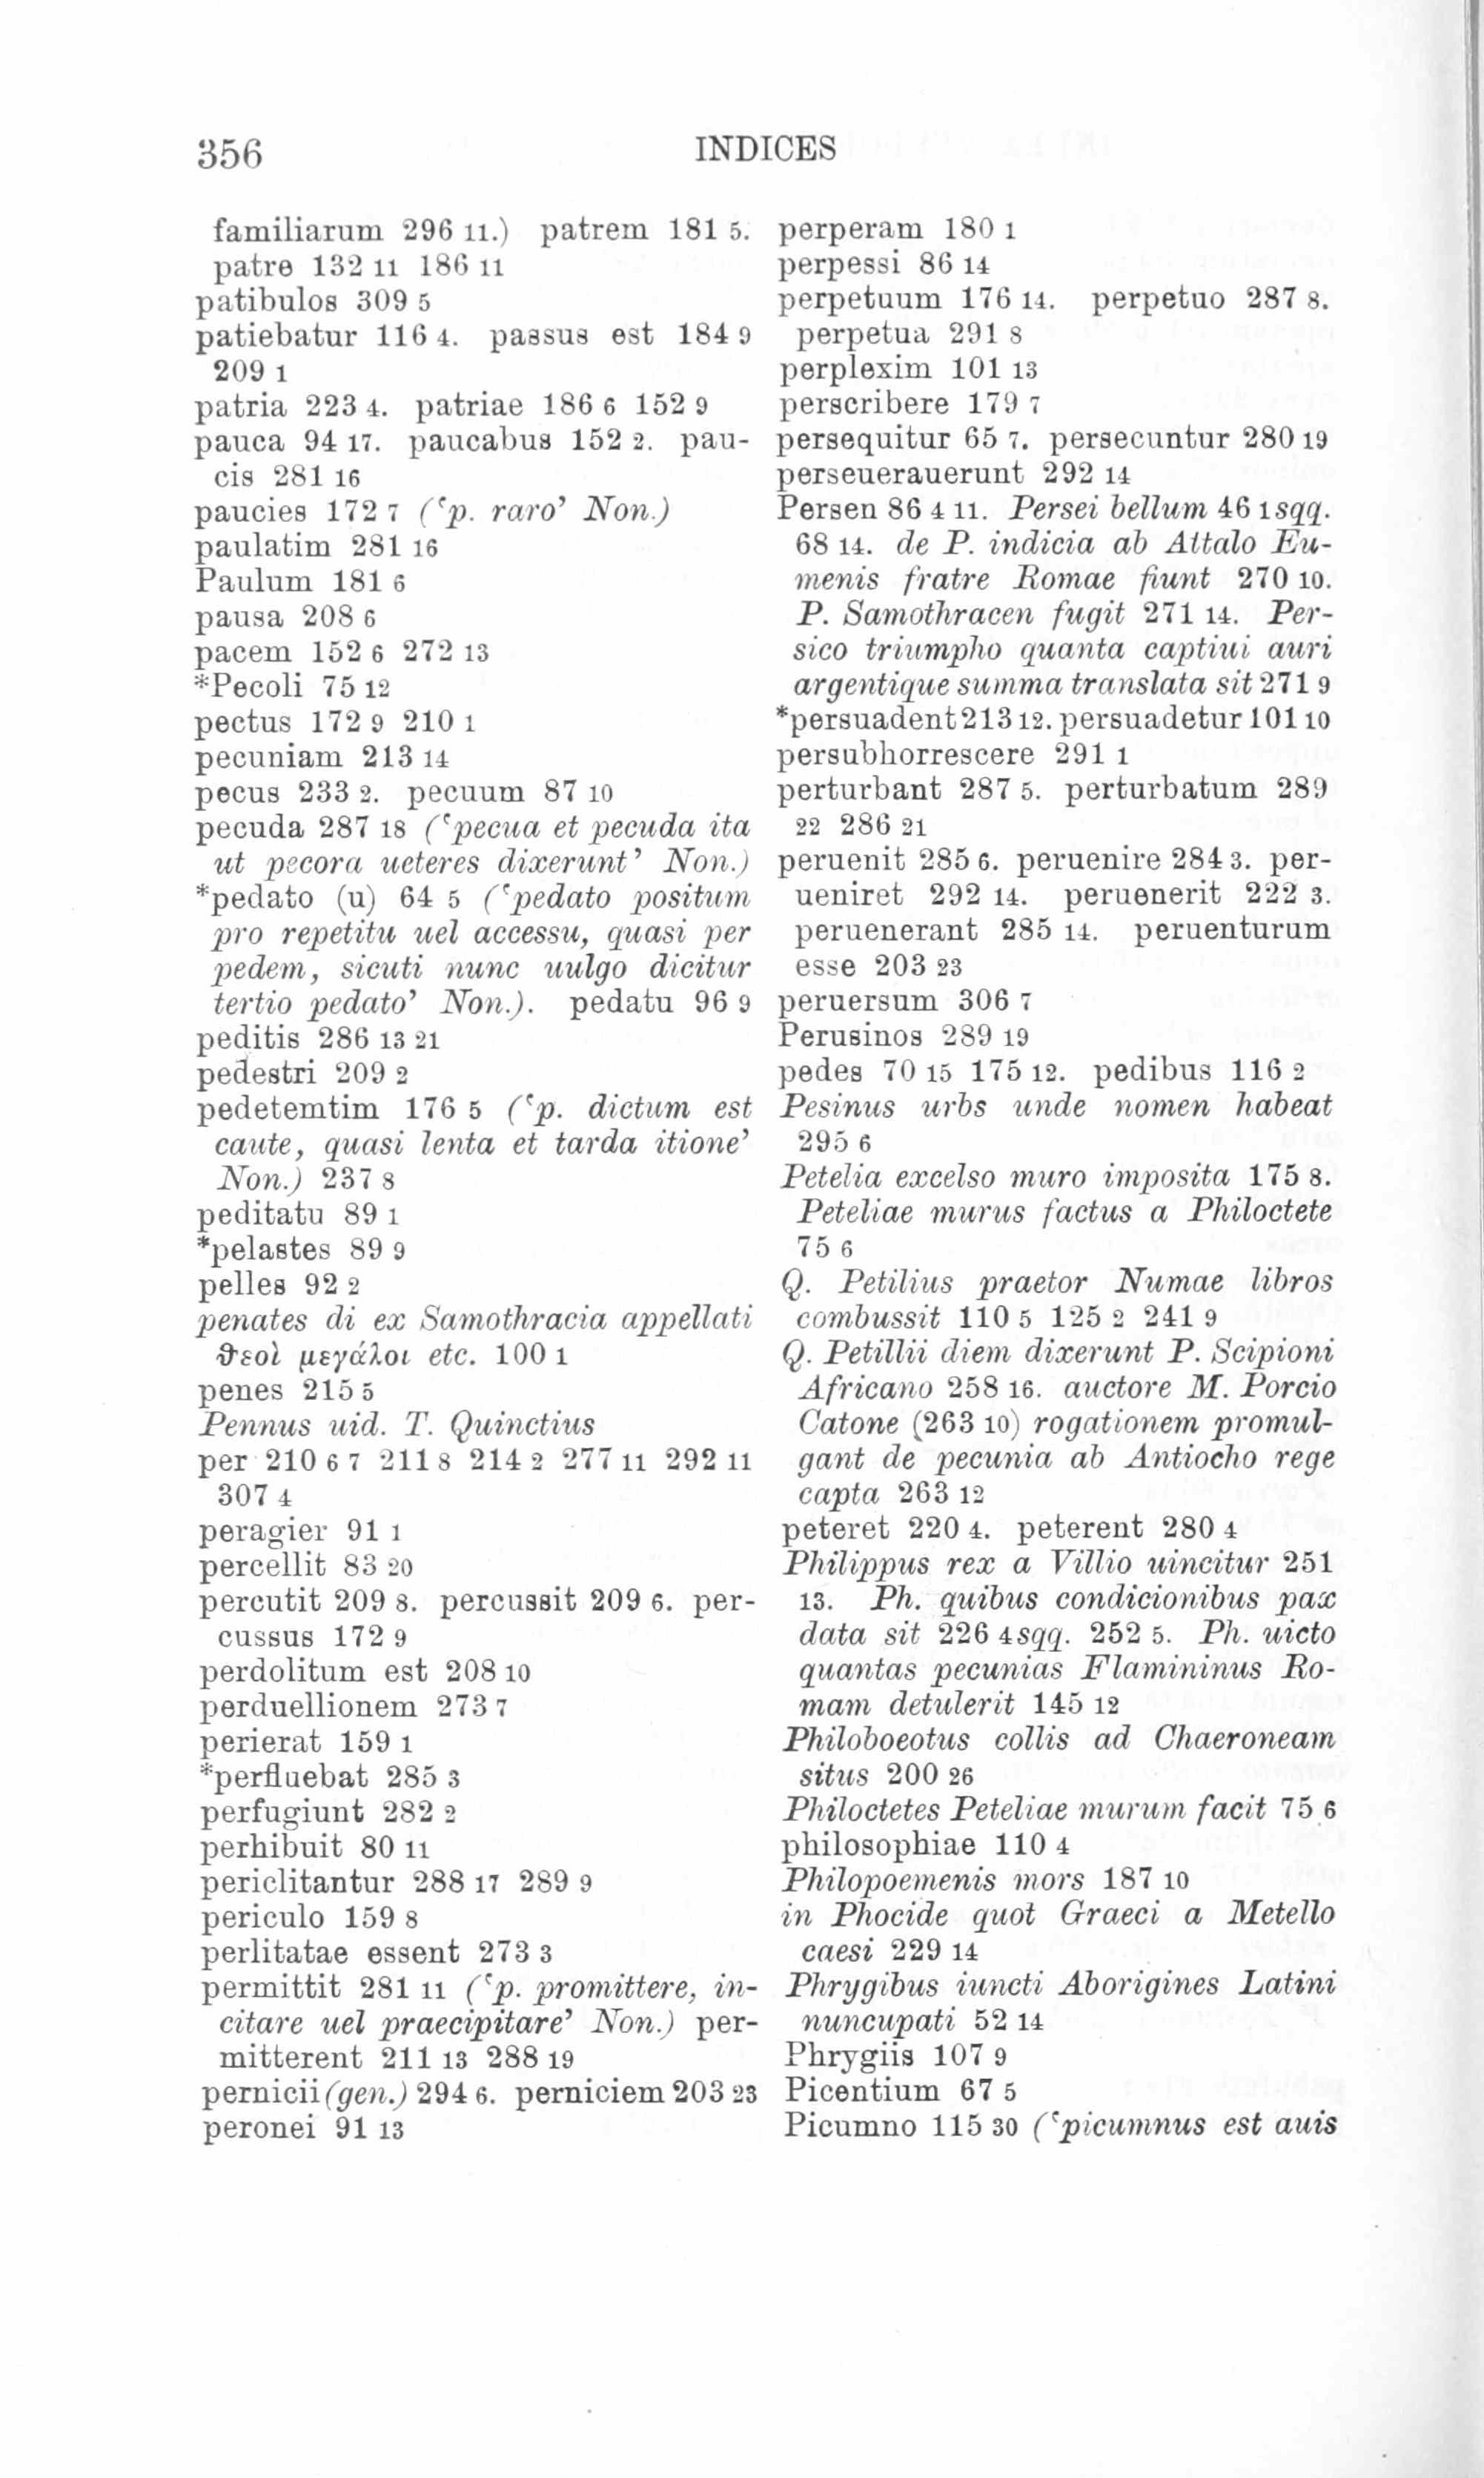 356
INDICES
familiarum 296 11.) patrem 181 5.
patre 132 11 186 11
patibulos 309 5
patiebatur 116 4. passus est 184 9
209 1
patria 223 4. patriae 186 6 152 9
pauca 94 17. paucabus 152 2. pau-
cis 281 16
paucies 172 7 (‘p. raro’ Non.)
paulatim 281 16
Paulum 181 6
pausa 208 6
pacem 152 6 272 13
*Pecoli 75 12
pectus 172 9 210 1
pecuniam 213 14
pecus 233 2. pecuum 87 10
pecuda 287 18 (‘pecua et pecuda ita
ut pecora ueteres dixerunt’ Non.)
*pedato (u) 64 5 (‘pedato positum
pro repetitu uel accessu, quasi per
pedem, sicuti nunc uulgo dicitur
tertio pedato’ Non.). pedatu 96 9
peditis 286 13 21
pedestri 209 2
pedetemtim 176 5 (‘p. dictum est
caute, quasi lenta et tarda itione’
Non.) 237 8
peditatu 89 1
*pelastes 89 9
pelles 92 2
penates di ex Samothracia appellati
ϑεοὶ μεγάλοι etc. 100 1
penes 215 5
Pennus uid. T. Quinctius
per 210 6 7 211 8 214 2 277 11 292 11
307 4
peragier 91 1
percellit 83 20
percutit 209 8. percussit 209 6. per-
cussus 172 9
perdolitum est 208 10
perduellionem 273 7
perierat 159 1
*perfluebat 285 3
perfugiunt 282 2
perhibuit 80 11
periclitantur 288 17 289 9
periculo 159 8
perlitatae essent 273 3
permittit 281 11 (‘p. promittere, in-
citare uel praecipitare’ Non.) per-
mitterent 211 13 288 19
pernicii (gen.) 294 6. perniciem 203 23
peronei 91 13
perperam 180 1
perpessi 86 14
perpetuum 176 14. perpetuo 287 8.
perpetua 291 8
perplexim 101 13
perscribere 179 7
persequitur 65 7. persecuntur 280 19
perseuerauerunt 292 14
Persen 86 4 11. Persei bellum 46 1 sqq.
68 14. de P. indicia ab Attalo Eu-
menis fratre Romae fiunt 270 10.
P. Samothracen fugit 271 14. Per-
sico triumpho quanta captiui auri
argentique summa translata sit 271 9
*persuadent 213 12. persuadetur 101 10
persubhorrescere 291 1
perturbant 287 5. perturbatum 289
22 286 21
peruenit 285 6. peruenire 284 3. per-
ueniret 292 14. peruenerit 222 3.
peruenerant 285 14. peruenturum
esse 203 23
peruersum 306 7
Perusinos 289 19
pedes 70 15 175 12. pedibus 116 2
Pesinus urbs unde nomen habeat
295 6
Petelia excelso muro imposita 175 8.
Peteliae murus factus a Philoctete
75 6
Q. Petilius praetor Numae libros
combussit 110 5 125 2 241 9
Q. Petillii diem dixerunt P. Scipioni
Africano 258 16. auctore M. Porcio
Catone (263 10) rogationem promul-
gant de pecunia ab Antiocho rege
capta 263 12
peteret 220 4. peterent 280 4
Philippus rex a Villio uincitur 251
13. Ph. quibus condicionibus pax
data sit 226 4 sqq. 252 5. Ph. uicto
quantas pecunias Flamininus Ro-
mam detulerit 145 12
Philoboeotus collis ad Chaeroneam
situs 200 26
Philoctetes Peteliae murum facit 75 6
philosophiae 110 4
Philopoemenis mors 187 10
in Phocide quot Graeci a Metello
caesi 229 14
Phrygibus iuncti Aborigines Latini
nuncupati 52 14
Phrygiis 107 9
Picentium 67 5
Picumno 115 30 (‘picumnus est auis